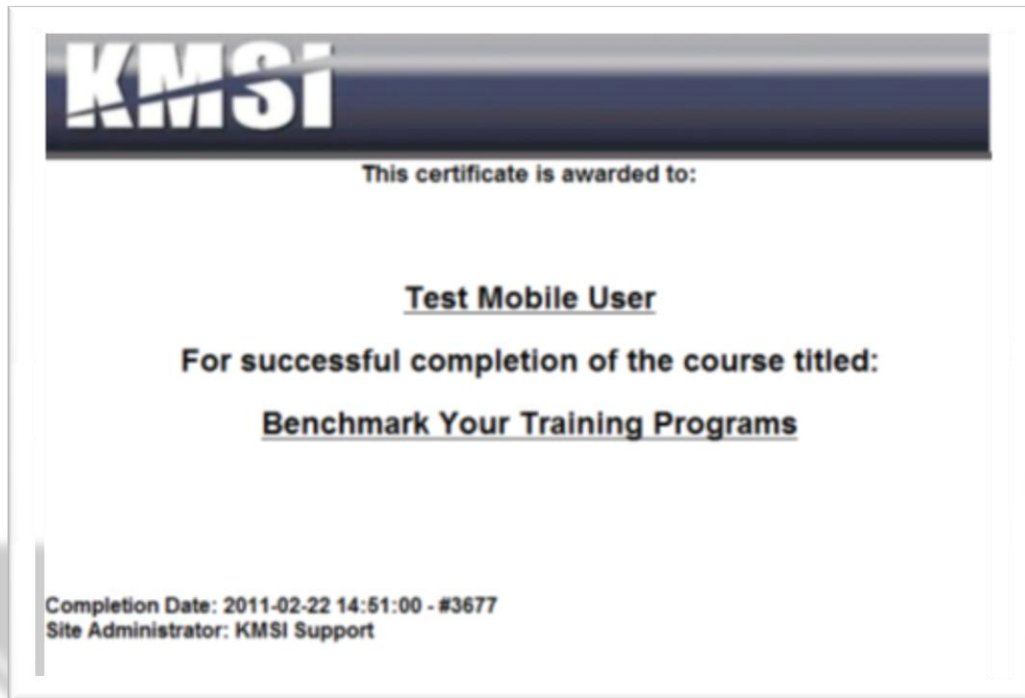 KMSI
This certificate is awarded to:
Test Mobile User
For successful completion of the course titled:
Benchmark Your Training Programs
Completion Date: 2011-02-22 14:51:00 - #3677
Site Administrator: KMSI Support